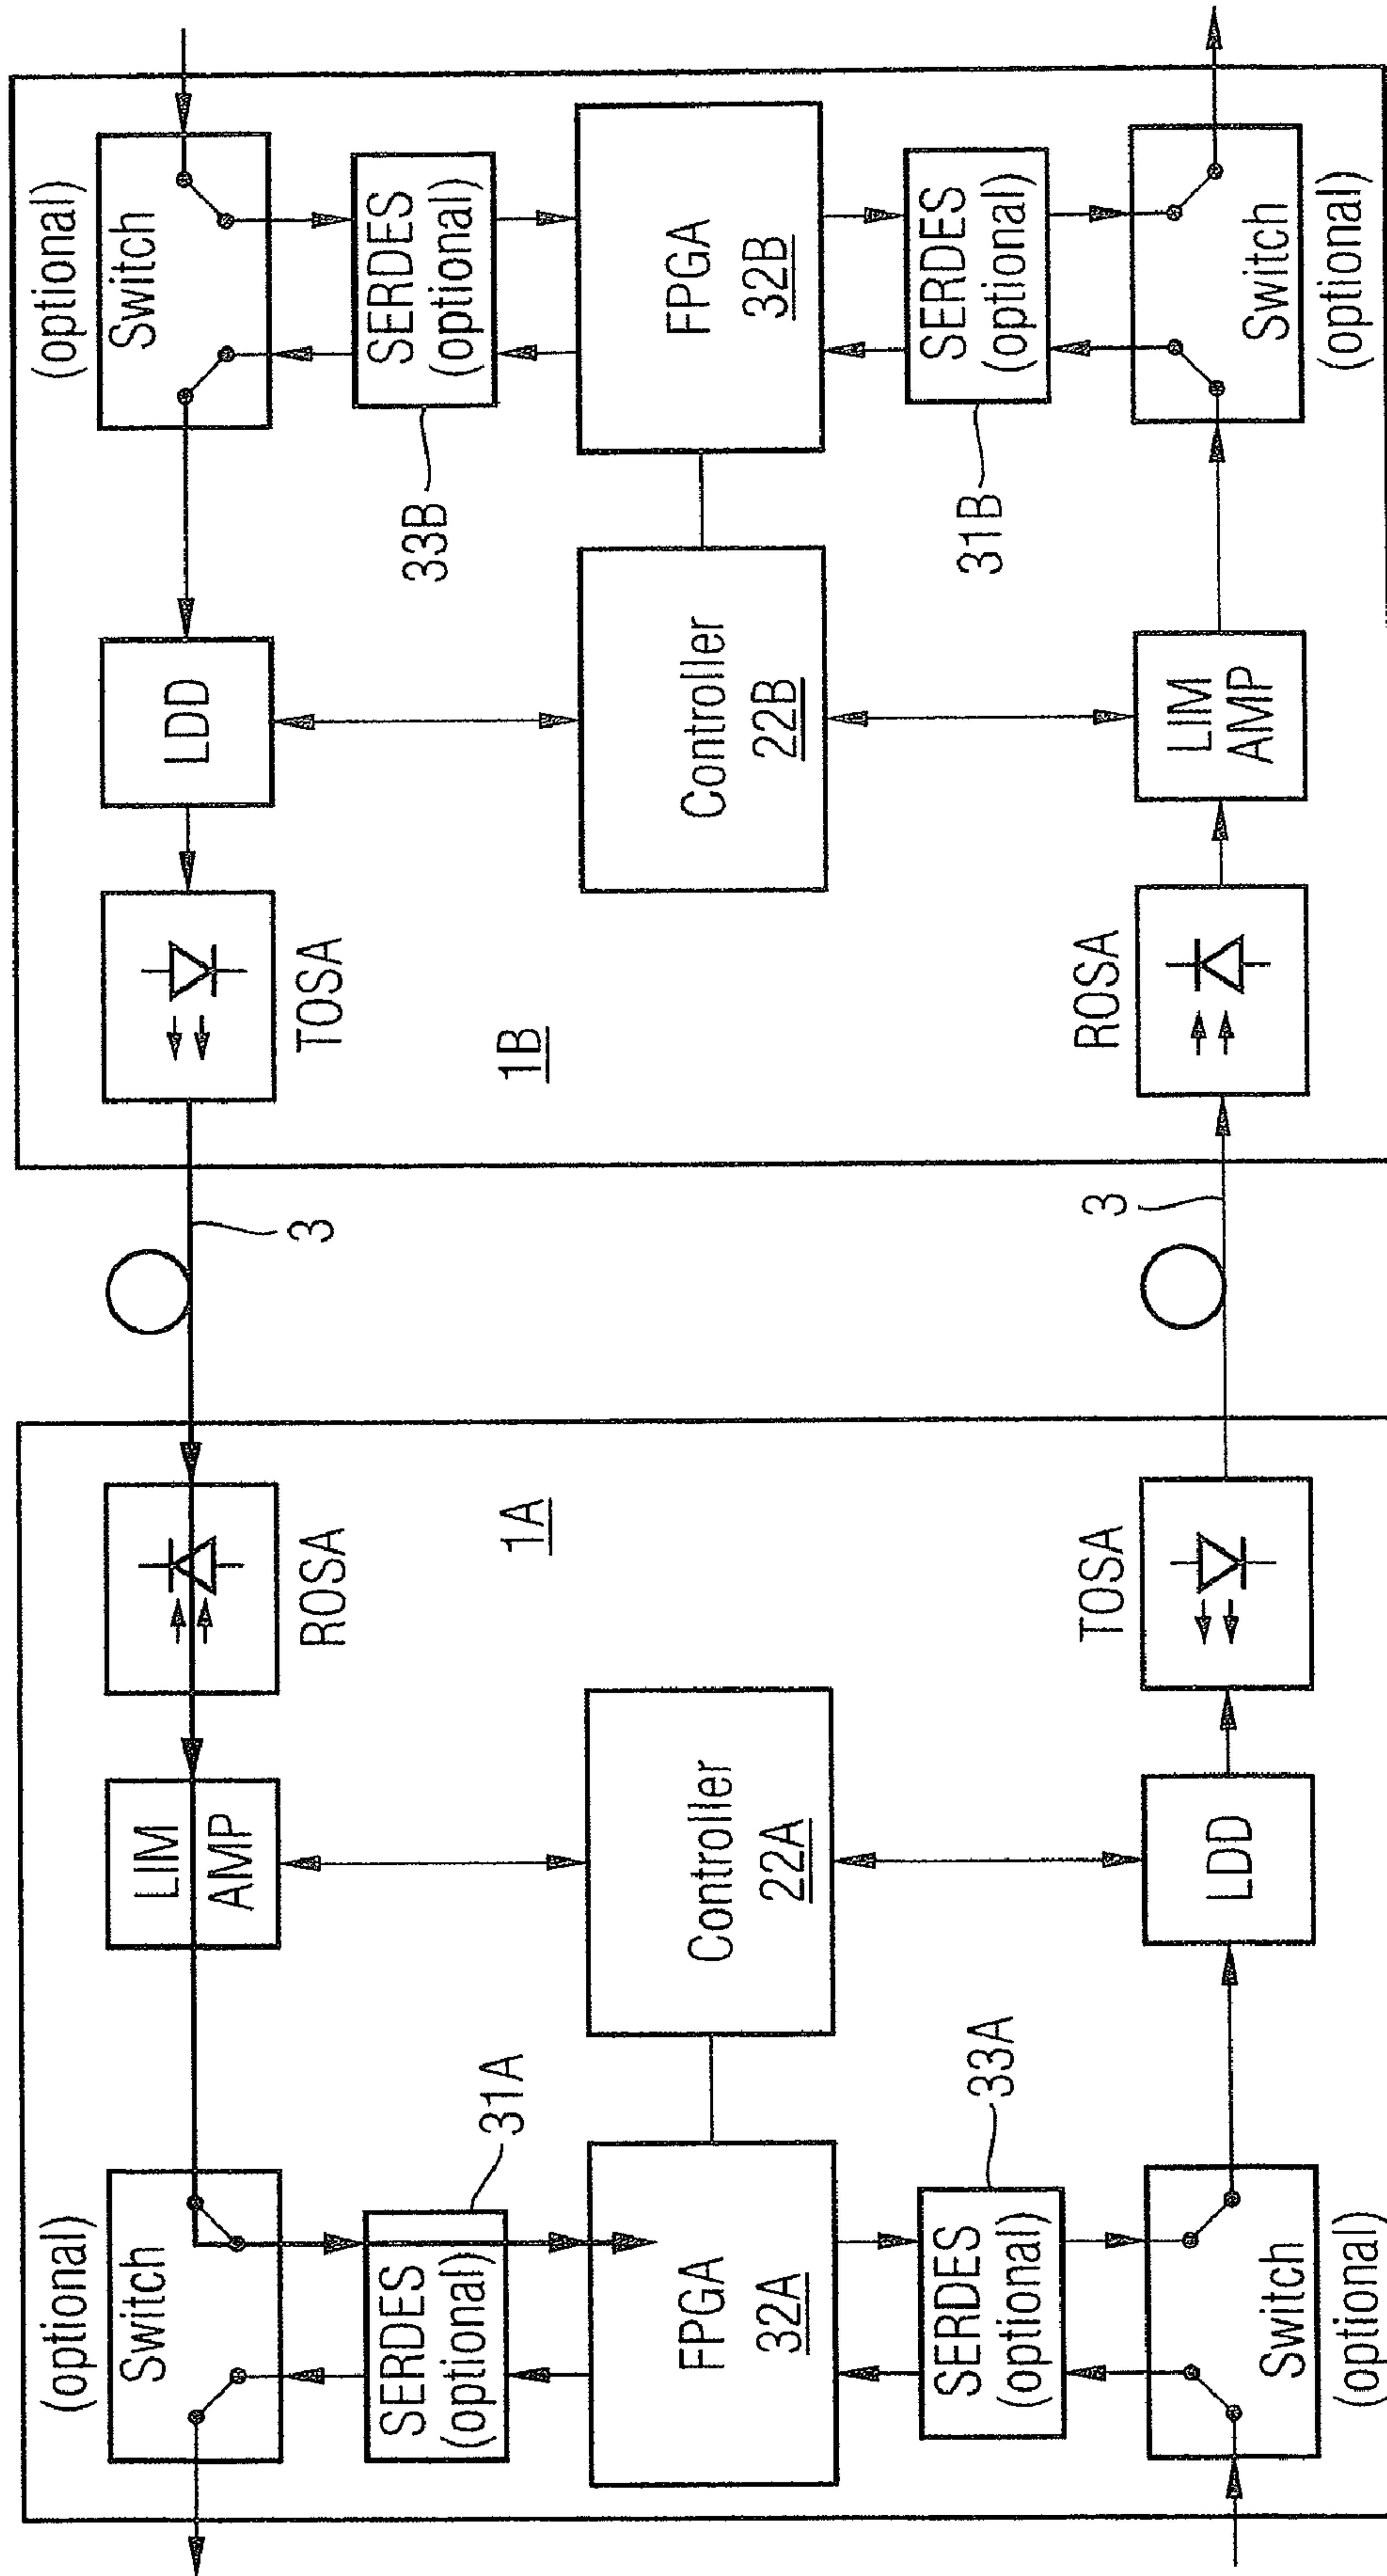 (optional)
Switch
LIM
AMP
ROSA
3
TOSA
LDD
(optional)
Switch
31A
SERDES
(optional)
33B
SERDES
(optional)
1A
1B
FPGA
32A
Controller
22A
Controller
22B
FPGA
32B
33A
SERDES
(optional)
31B
SERDES
(optional)
TOSA
3
ROSA
Switch
(optional)
LDD
LIM
AMP
Switch
(optional)